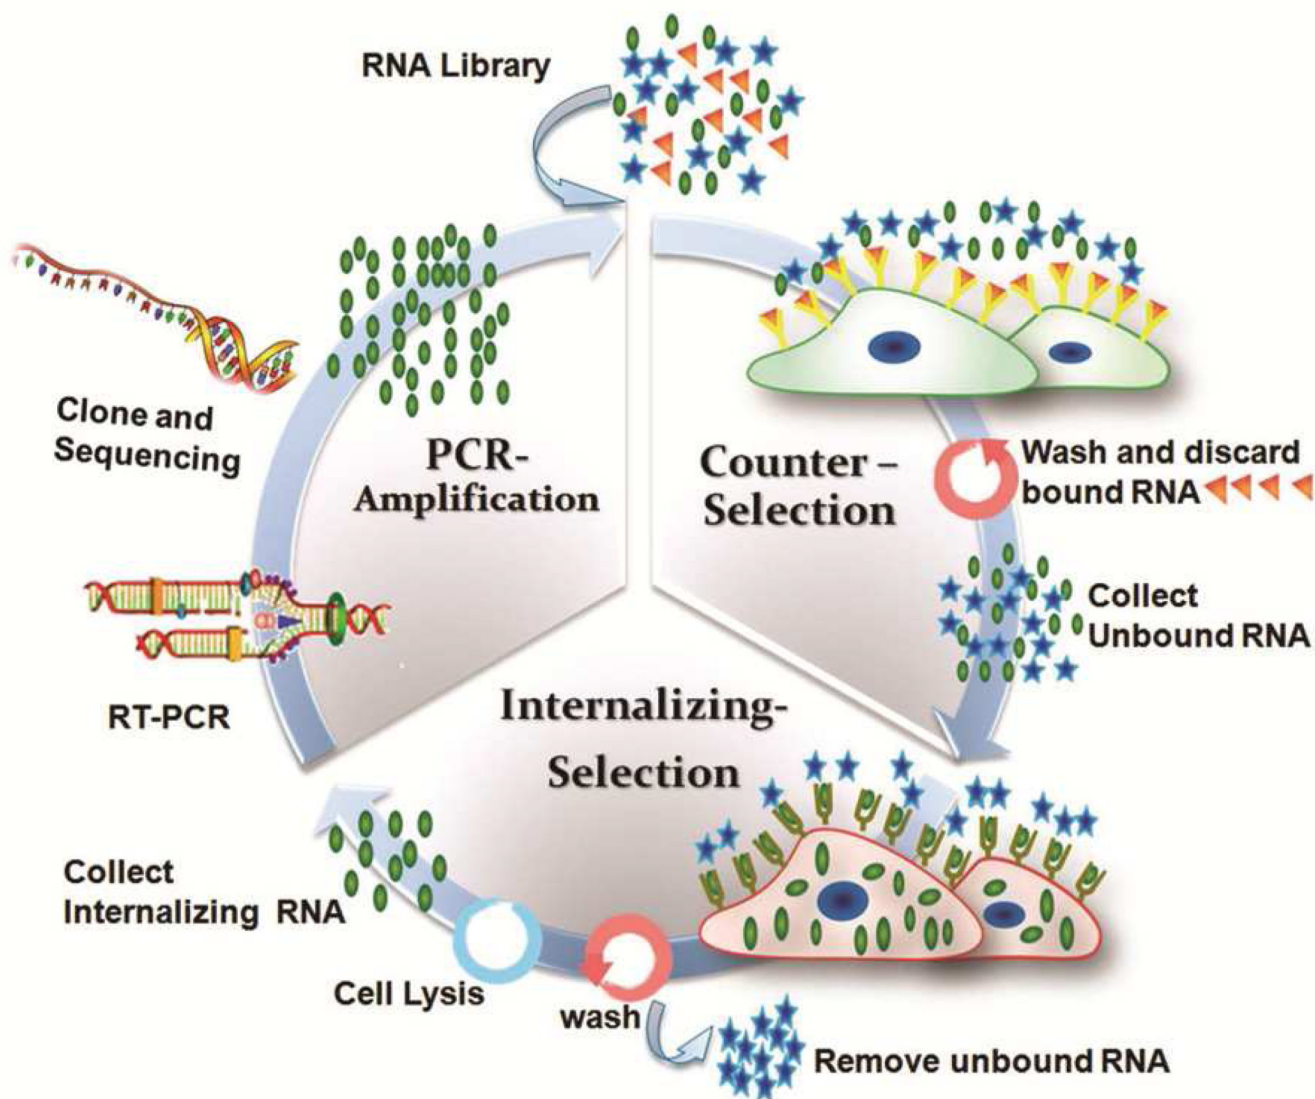 RNA Library
Clone and
Sequencing
PCR-
Amplification
Counter –
Selection
Wash and discard
bound RNA
Collect
Unbound RNA
RT-PCR
Internalizing-
Selection
Collect
Internalizing RNA
Cell Lysis
wash
Remove unbound RNA